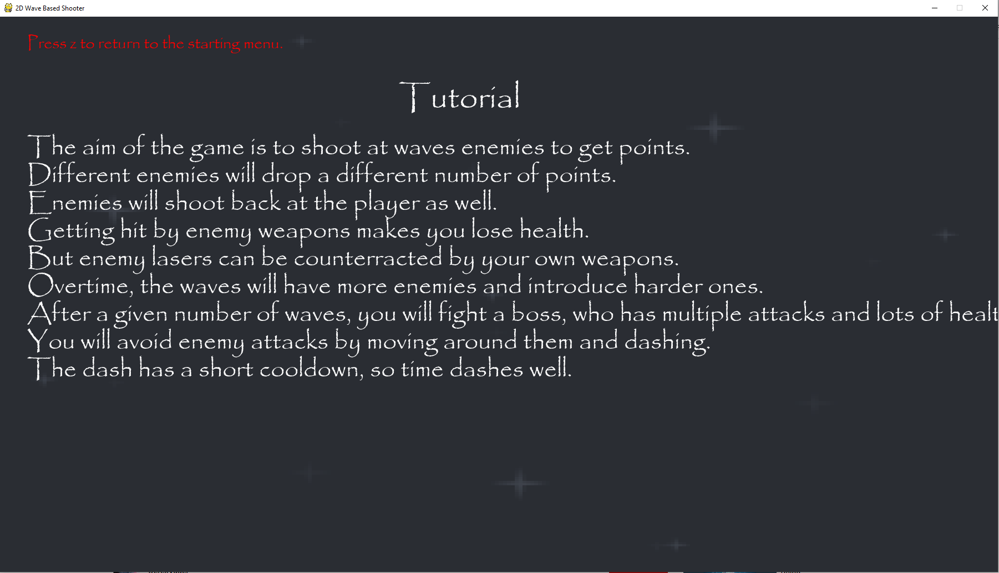 2D Wave Based Shooter
Press z to return to the starting menu.
Tutorial
The aim of the game is to shoot at waves enemies to get points.
Different enemies will drop a different number of points.
Enemies will shoot back at the player as well.
Getting hit by enemy weapons makes you lose health.
But enemy lasers can be counterracted by your own weapons.
Overtime, the waves will have more enemies and introduce harder ones.
After a given number of waves, you will fight a boss, who has multiple attacks and lots of healt
You will avoid enemy attacks by moving around them and dashing.
The dash has a short cooldown, so time dashes well.